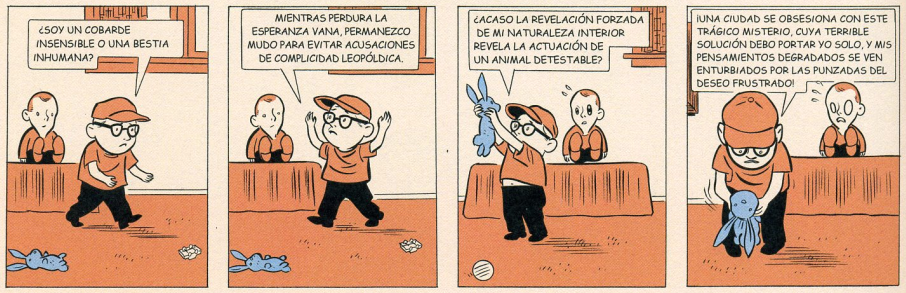 ¿SOY UN COBARDE
INSENSIBLE O UNA BESTIA
INHUMANA?
MIENTRAS PERDURA LA
ESPERANZA VANA, PERMANEZCO
MUDO PARA EVITAR ACUSACIONES
DE COMPLICIDAD LEOPÓLDICA.
¿ACASO LA REVELACIÓN FORZADA
DE MI NATURALEZA INTERIOR
REVELA LA ACTUACIÓN DE
UN ANIMAL DETESTABLE?
¡UNA CIUDAD SE OBSESIONA CON ESTE
TRÁGICO MISTERIO, CUYA TERRIBLE
SOLUCIÓN DEBO PORTAR YO SOLO, Y MIS
PENSAMIENTOS DEGRADADOS SE VEN
ENTURBIADOS POR LAS PUNZADAS DEL
DESEO FRUSTRADO!